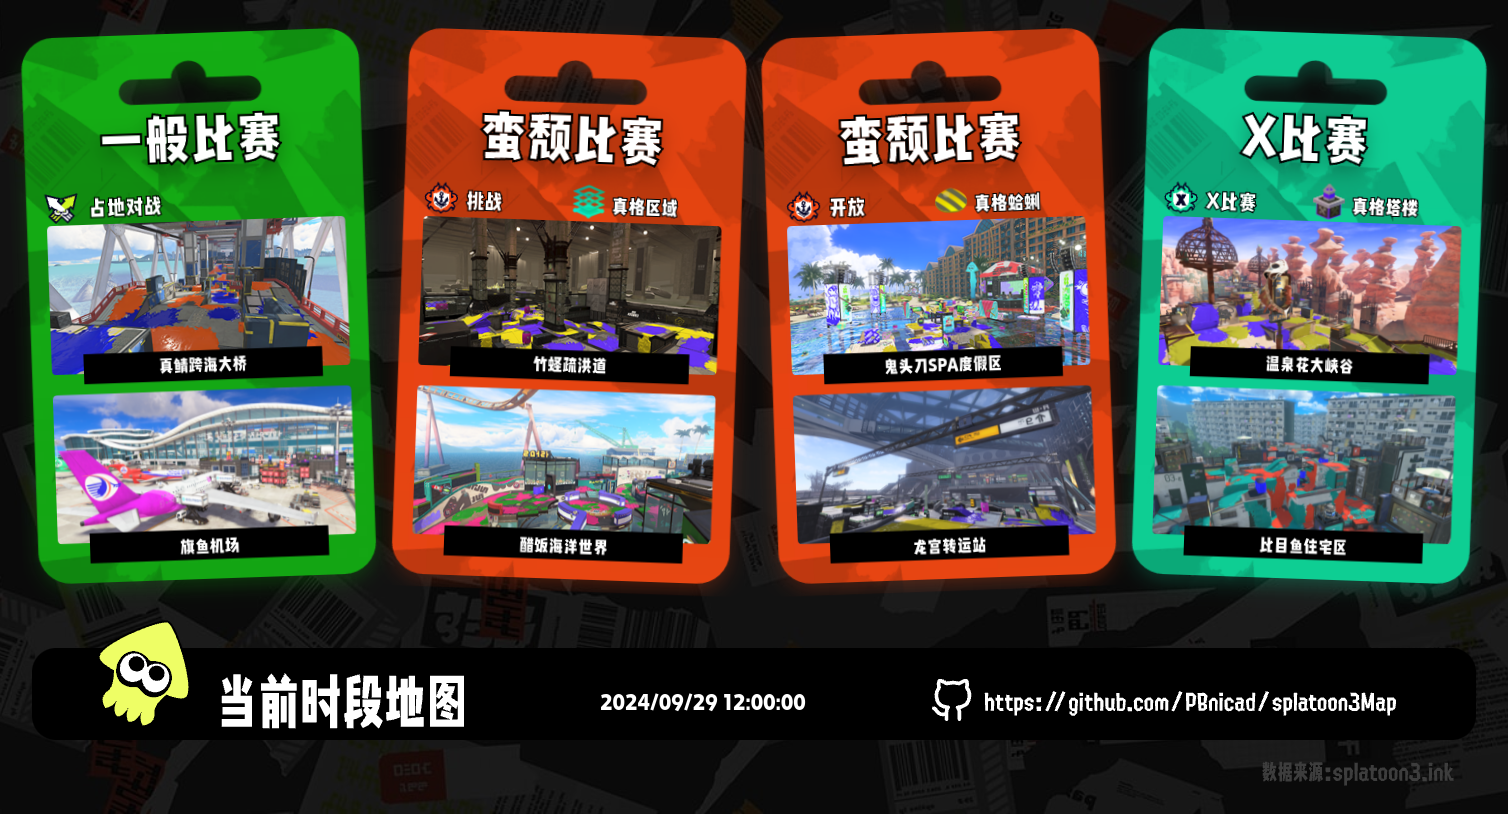 一般比赛
占地对战
真鲭跨海大桥
旗鱼机场
蛮颓比赛
挑战
真格区域
竹蛏疏洪道
醋饭海洋世界
蛮颓比赛
开放
真格蛤蜊
鬼头刀SPA度假区
龙宫转运站
X比赛
X比赛
真格塔楼
温泉花大峡谷
比目鱼住宅区
当前时段地图
2024/09/29 12:00:00
https://github.com/PBnicad/splatoon3Map
数据来源:splatoon3.ink